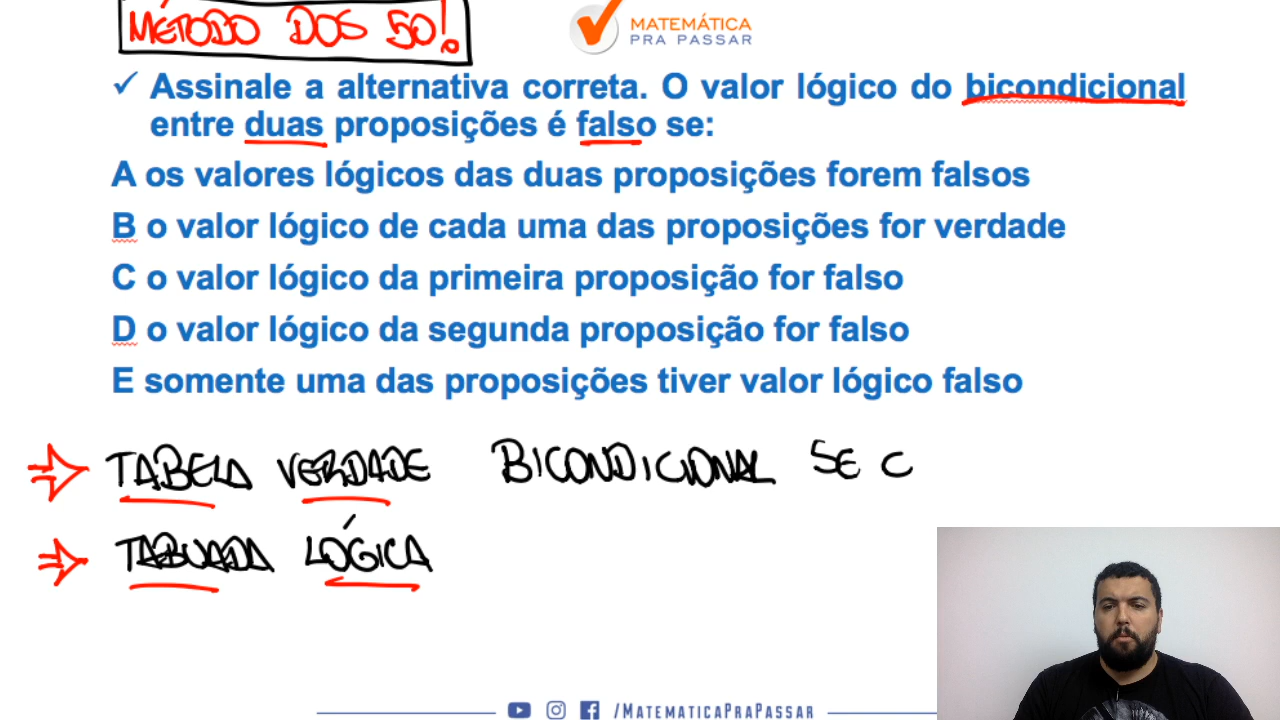 MÉTODO DOS 50!
MATEMÁTICA
PRA PASSAR
✓ Assinale a alternativa correta. O valor lógico do bicondicional
entre duas proposições é falso se:
A os valores lógicos das duas proposições forem falsos
B o valor lógico de cada uma das proposições for verdade
C o valor lógico da primeira proposição for falso
D o valor lógico da segunda proposição for falso
E somente uma das proposições tiver valor lógico falso
⇒ TABELA VERDADE BICONDICIONAL SE C
⇒ TABUADA LÓGICA
/MATEMATICAPRAPASSAR